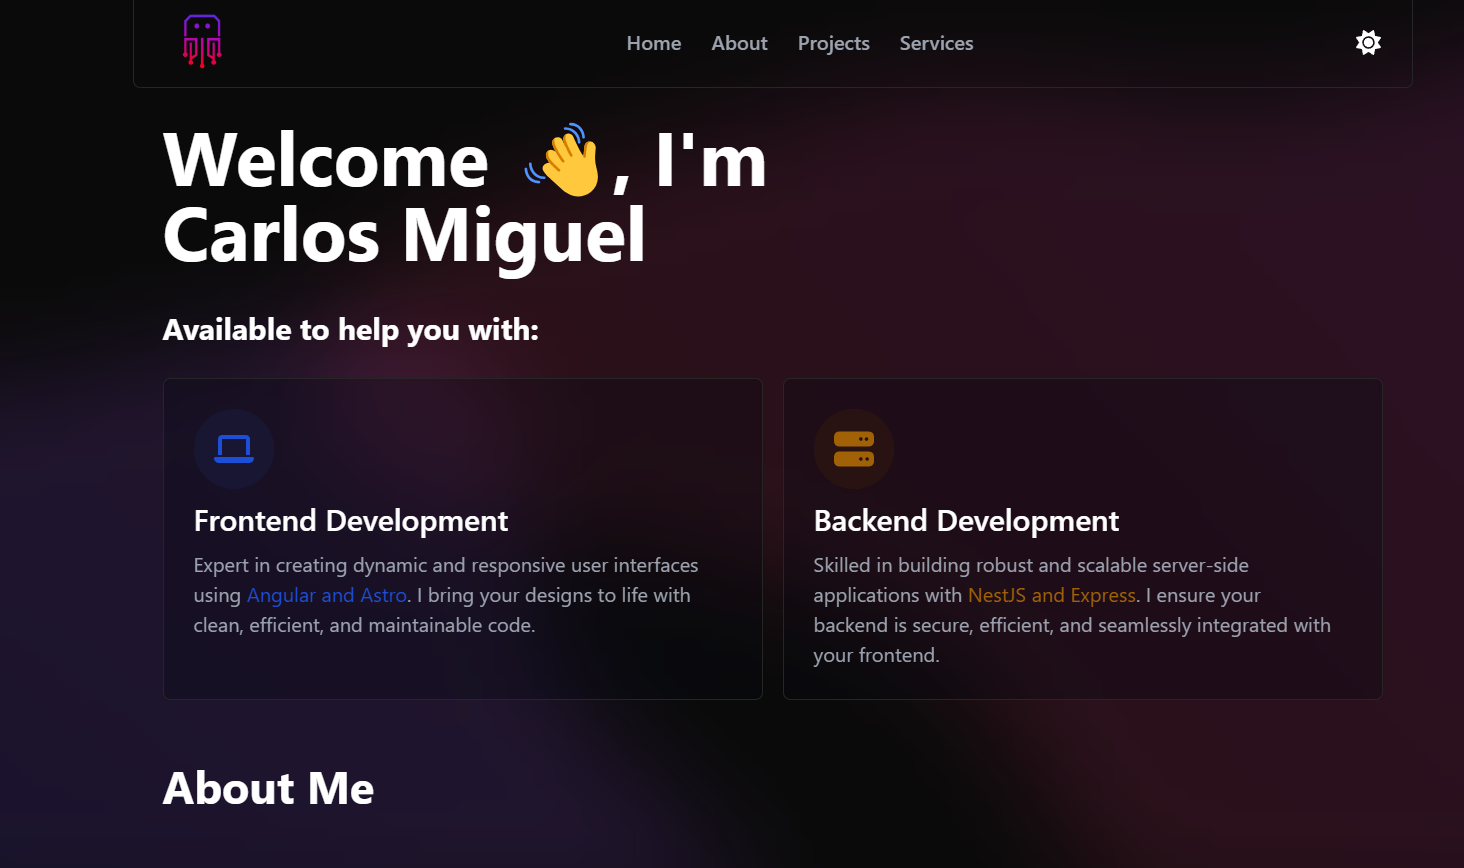 Home About Projects Services
Welcome 👋, I'm
Carlos Miguel
Available to help you with:
Frontend Development
Expert in creating dynamic and responsive user interfaces
using Angular and Astro. I bring your designs to life with
clean, efficient, and maintainable code.
Backend Development
Skilled in building robust and scalable server-side
applications with NestJS and Express. I ensure your
backend is secure, efficient, and seamlessly integrated with
your frontend.
About Me